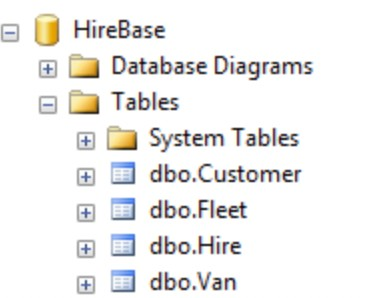 HireBase
Database Diagrams
Tables
System Tables
dbo.Customer
dbo.Fleet
dbo.Hire
dbo.Van